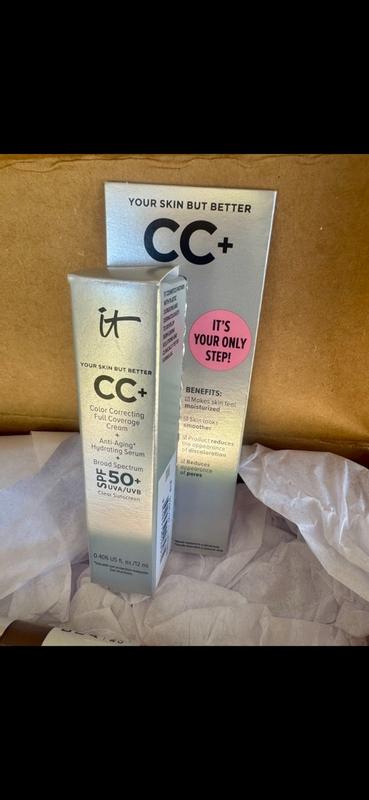 YOUR SKIN BUT BETTER
CC+
IT'S
YOUR ONLY
STEP!
BENEFITS:
Makes skin feel
moisturized
Skin looks
smoother
Product reduces
the appearance
of discoloration
Reduces
appearance
of pores
it
YOUR SKIN BUT BETTER
CC+
Color Correcting
Full Coverage
Cream
+
Anti-Aging*
Hydrating Serum
+
Broad Spectrum
SPF 50+
UVA/UVB
Clear Sunscreen
0.406 US fl. oz./12 ml